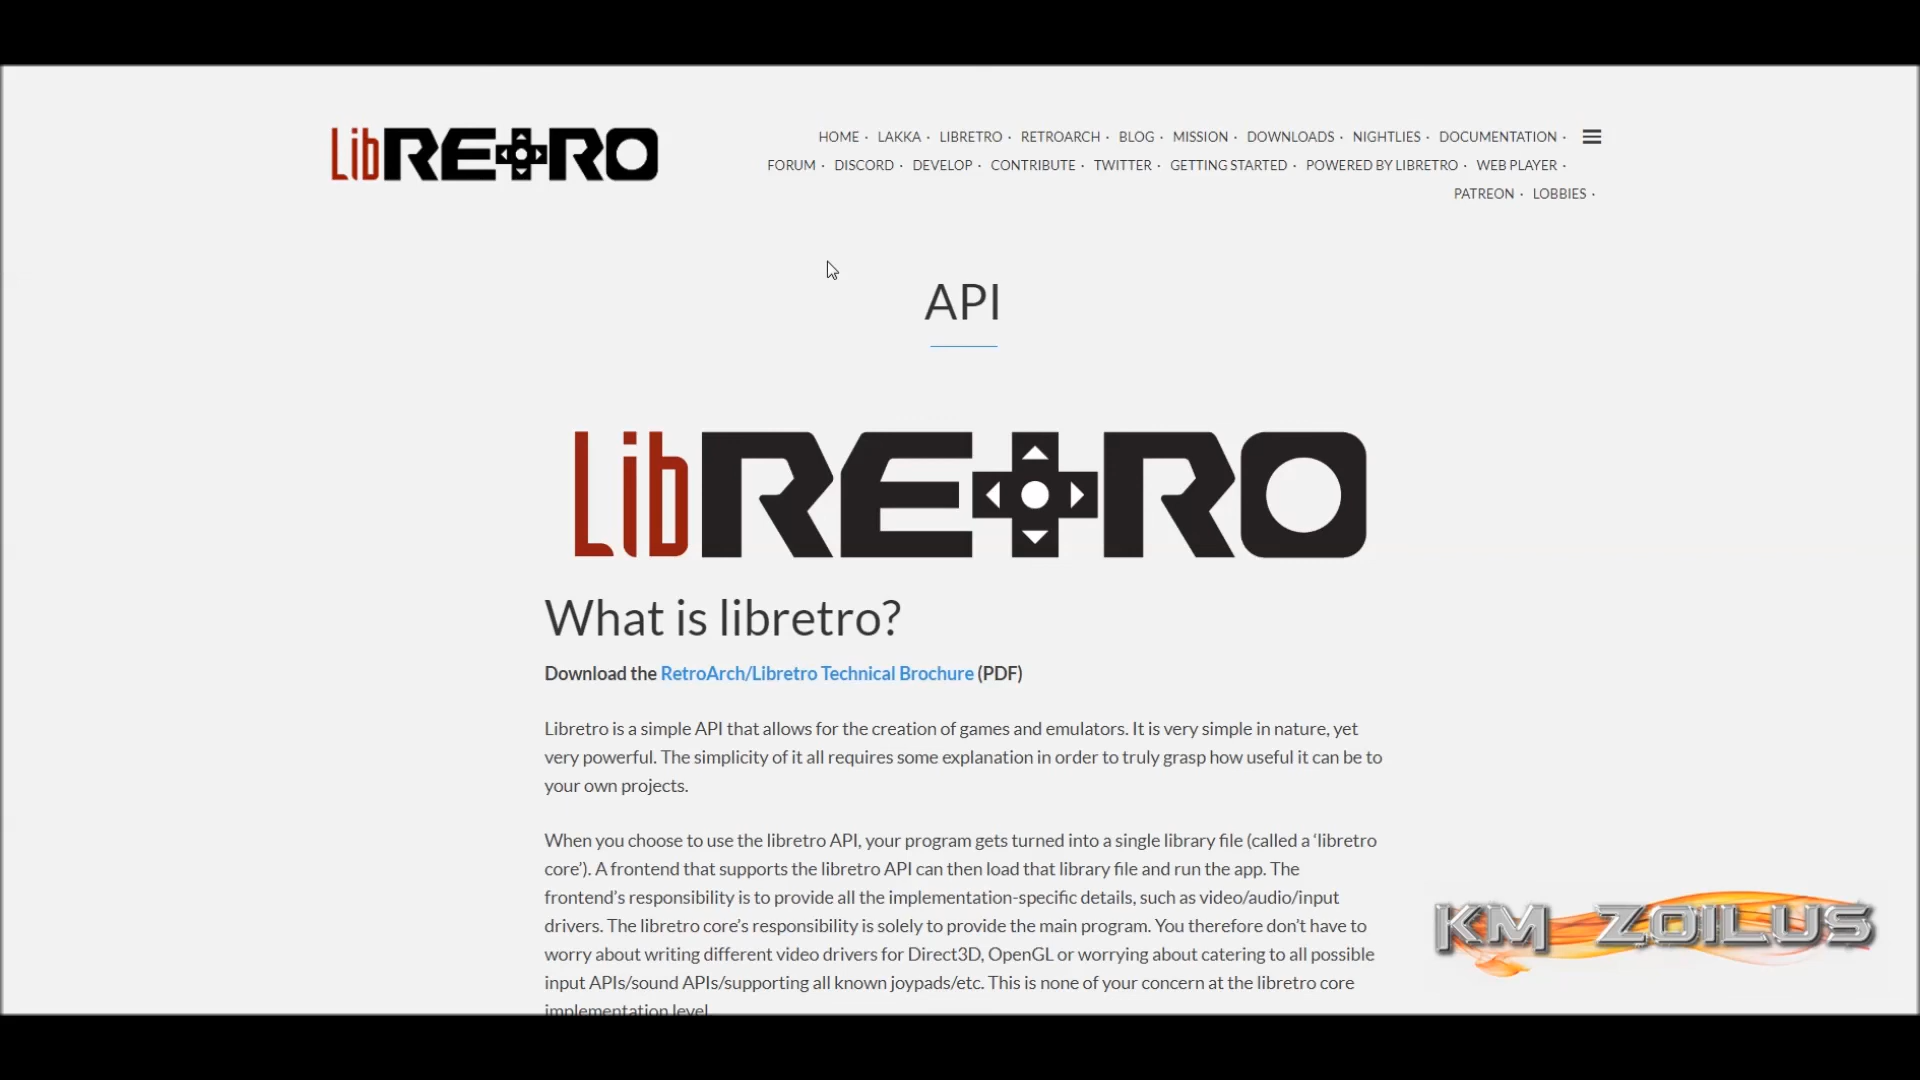 LibRETRO
HOME · LAKKA · LIBRETRO · RETROARCH · BLOG · MISSION · DOWNLOADS · NIGHTLIES · DOCUMENTATION ·
FORUM · DISCORD · DEVELOP · CONTRIBUTE · TWITTER · GETTING STARTED · POWERED BY LIBRETRO · WEB PLAYER ·
PATREON · LOBBIES ·
API
LibRETRO
What is libretro?
Download the RetroArch/Libretro Technical Brochure (PDF)
Libretro is a simple API that allows for the creation of games and emulators. It is very simple in nature, yet
very powerful. The simplicity of it all requires some explanation in order to truly grasp how useful it can be to
your own projects.
When you choose to use the libretro API, your program gets turned into a single library file (called a ‘libretro
core’). A frontend that supports the libretro API can then load that library file and run the app. The
frontend’s responsibility is to provide all the implementation-specific details, such as video/audio/input
drivers. The libretro core’s responsibility is solely to provide the main program. You therefore don’t have to
worry about writing different video drivers for Direct3D, OpenGL or worrying about catering to all possible
input APIs/sound APIs/supporting all known joypads/etc. This is none of your concern at the libretro core
implementation level
KM ZOILUS